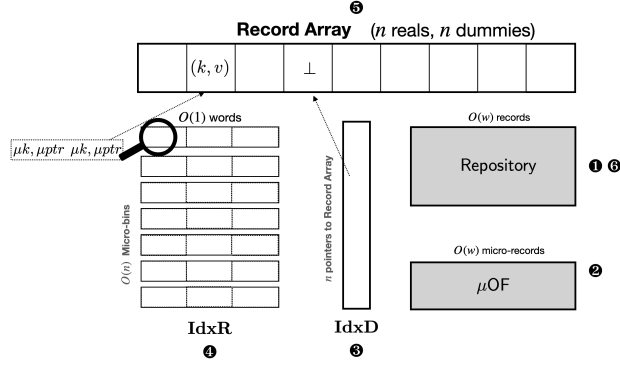 ❺
Record Array (n reals, n dummies)
(k, v)
⊥
O(1) words
μk, μptr μk, μptr
O(n) Micro-bins
IdxR
❹
n pointers to Record Array
IdxD
❸
O(w) records
Repository
❶ ❻
O(w) micro-records
μOF
❷